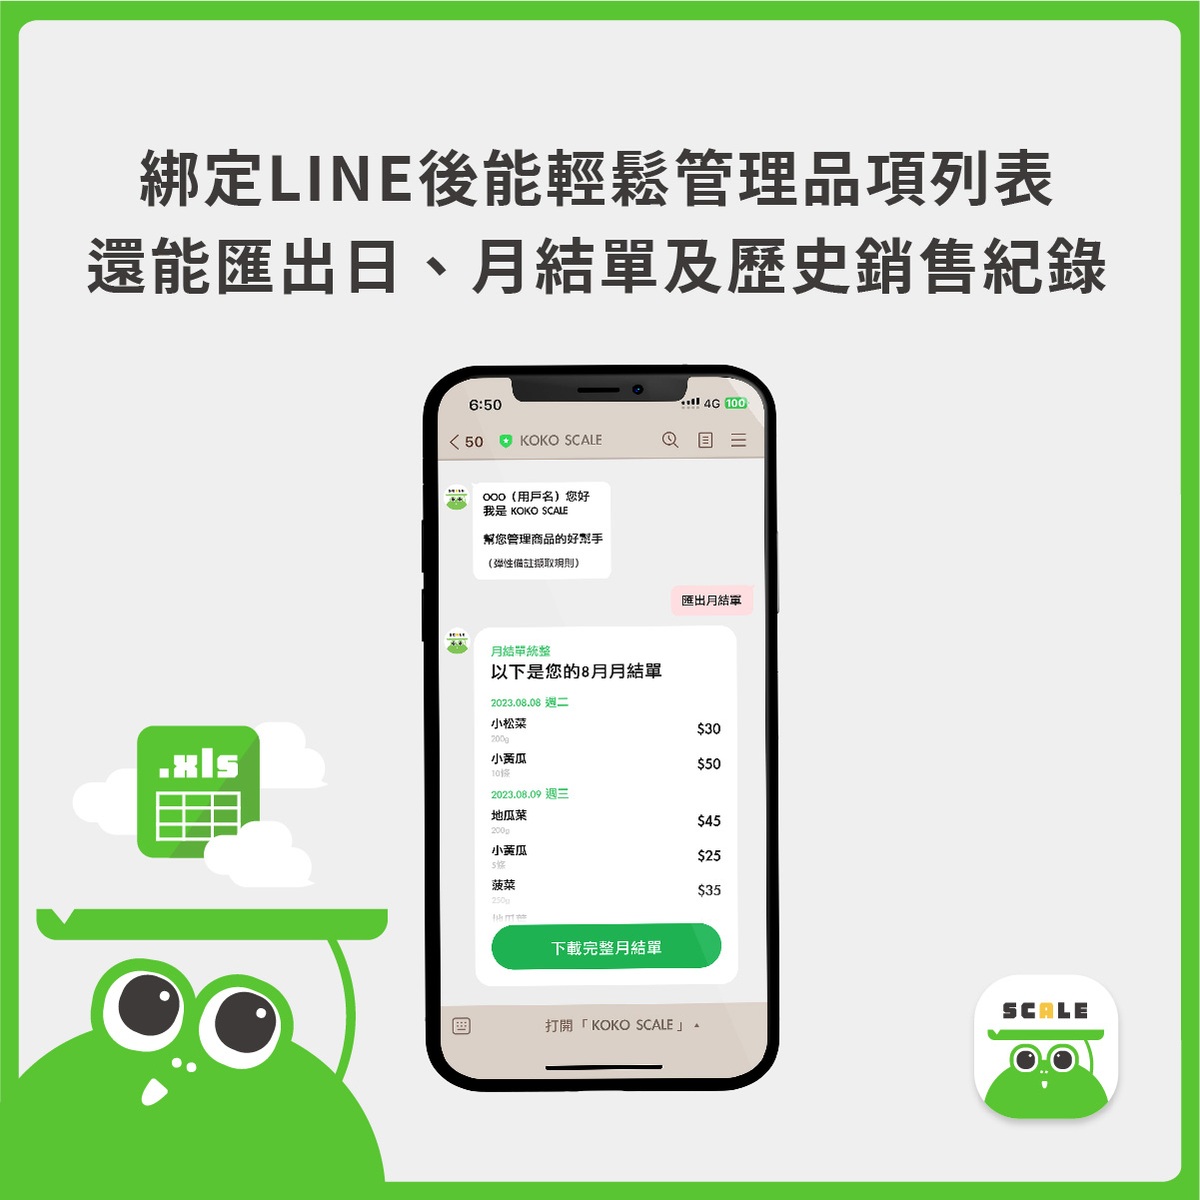 綁定LINE後能輕鬆管理品項列表
還能匯出日、月結單及歷史銷售紀錄
6:50
4G 100
50 KOKO SCALE
OOO（用戶名）您好
我是 KOKO SCALE
幫您管理商品的好幫手
（彈性備註擷取規則）
匯出月結單
月結單統整
以下是您的8月月結單
2023.08.08 週二
小松菜 $30
200g
小黃瓜 $50
10條
2023.08.09 週三
地瓜葉 $45
200g
小黃瓜 $25
5條
菠菜 $35
250g
地瓜葉
下載完整月結單
打開「 KOKO SCALE 」
.xls
SCALE